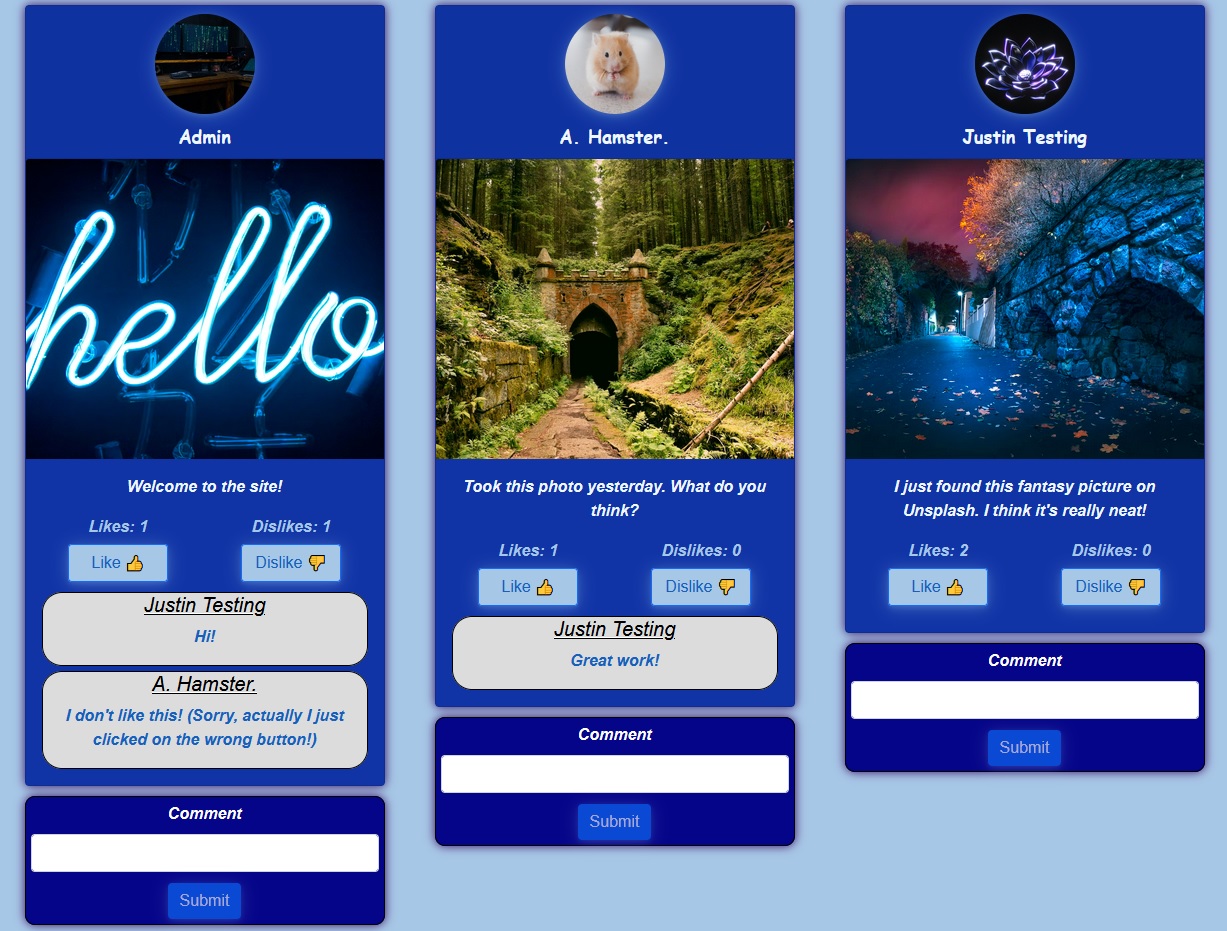 Admin
hello
Welcome to the site!
Likes: 1
Dislikes: 1
Like 👍
Dislike 👎
Justin Testing
Hi!
A. Hamster.
I don't like this! (Sorry, actually I just
clicked on the wrong button!)
Comment
Submit
A. Hamster.
Took this photo yesterday. What do you
think?
Likes: 1
Dislikes: 0
Like 👍
Dislike 👎
Justin Testing
Great work!
Comment
Submit
Justin Testing
I just found this fantasy picture on
Unsplash. I think it's really neat!
Likes: 2
Dislikes: 0
Like 👍
Dislike 👎
Comment
Submit